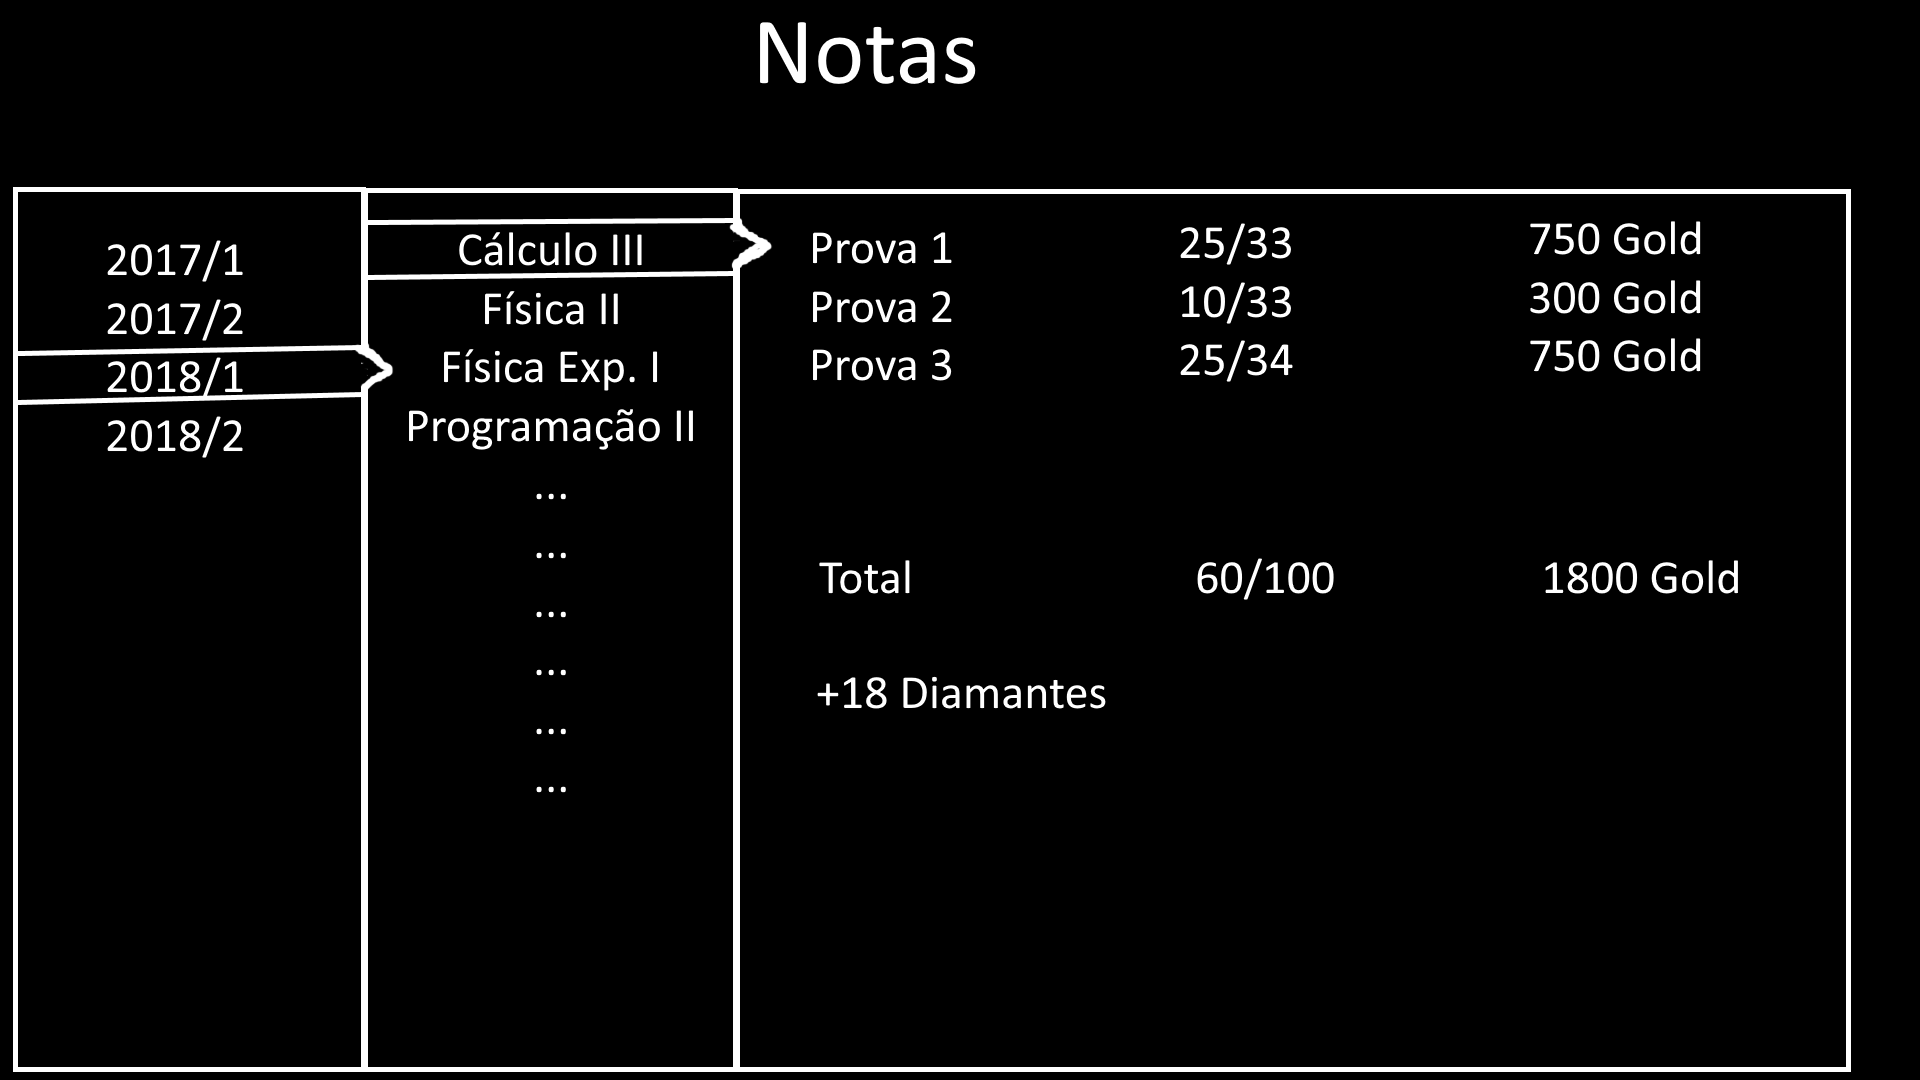 Notas
2017/1
2017/2
2018/1
2018/2
Cálculo III
Física II
Física Exp. I
Programação II
...
...
...
...
...
...
Prova 1 25/33 750 Gold
Prova 2 10/33 300 Gold
Prova 3 25/34 750 Gold
Total 60/100 1800 Gold
+18 Diamantes